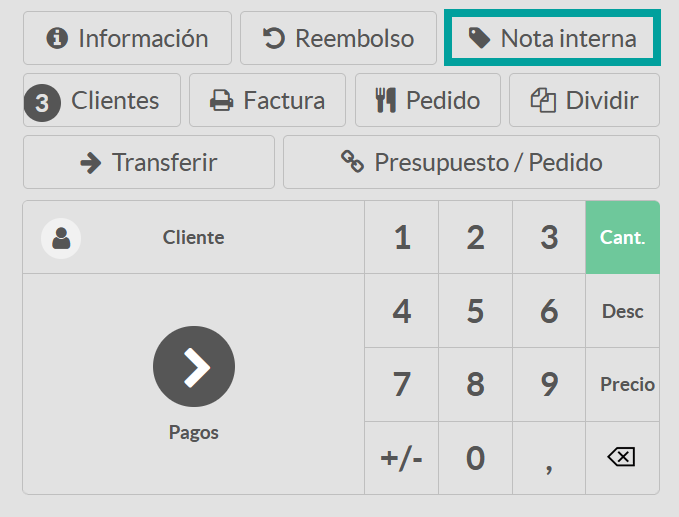 Información Reembolso Nota interna
3 Clientes Factura Pedido Dividir
Transferir Presupuesto / Pedido
Cliente 1 2 3 Cant.
4 5 6 Desc
7 8 9 Precio
Pagos
+/- 0 ,